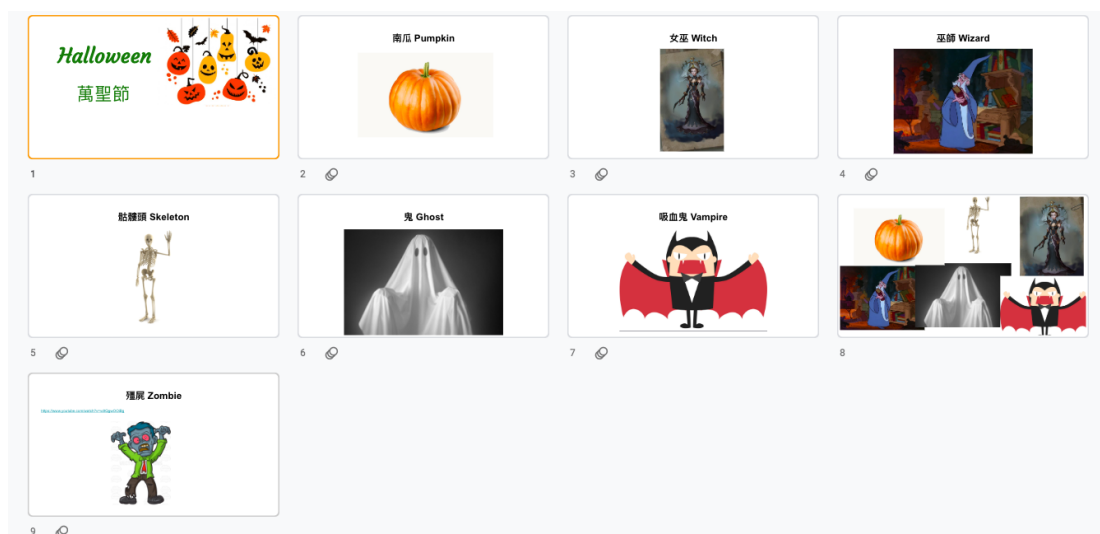 Halloween
萬聖節
1
南瓜 Pumpkin
2
女巫 Witch
3
巫師 Wizard
4
骷髏頭 Skeleton
5
鬼 Ghost
6
吸血鬼 Vampire
7
8
殭屍 Zombie
9